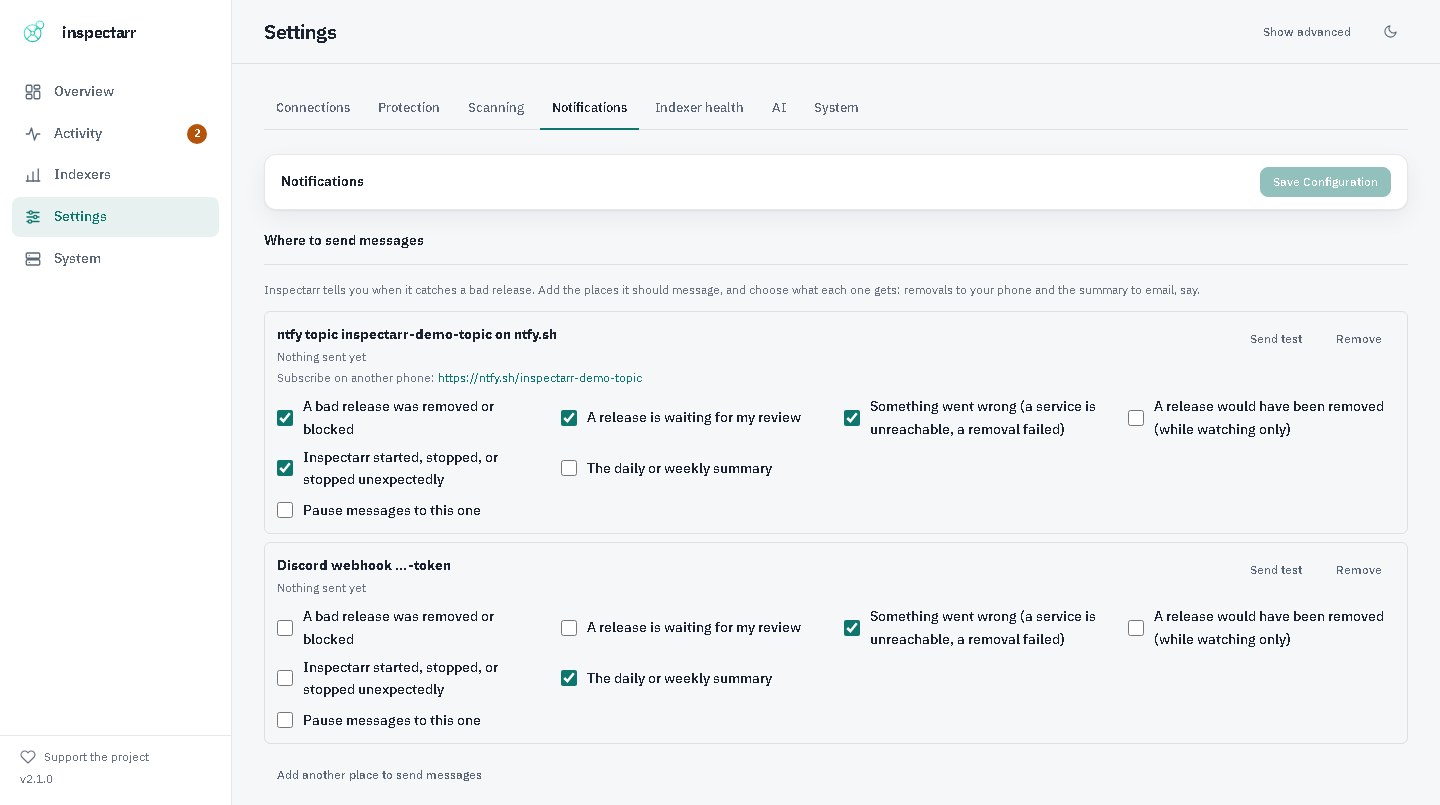 inspectarr
Overview
Activity
2
Indexers
Settings
System
Support the project
v2.1.0
Settings
Show advanced
Connections
Protection
Scanning
Notifications
Indexer health
AI
System
Notifications
Save Configuration
Where to send messages
Inspectarr tells you when it catches a bad release. Add the places it should message, and choose what each one gets: removals to your phone and the summary to email, say.
ntfy topic inspectarr-demo-topic on ntfy.sh
Send test
Remove
Nothing sent yet
Subscribe on another phone: https://ntfy.sh/inspectarr-demo-topic
A bad release was removed or
blocked
A release is waiting for my review
Something went wrong (a service is
unreachable, a removal failed)
A release would have been removed
(while watching only)
Inspectarr started, stopped, or
stopped unexpectedly
The daily or weekly summary
Pause messages to this one
Discord webhook ...-token
Send test
Remove
Nothing sent yet
A bad release was removed or
blocked
A release is waiting for my review
Something went wrong (a service is
unreachable, a removal failed)
A release would have been removed
(while watching only)
Inspectarr started, stopped, or
stopped unexpectedly
The daily or weekly summary
Pause messages to this one
Add another place to send messages